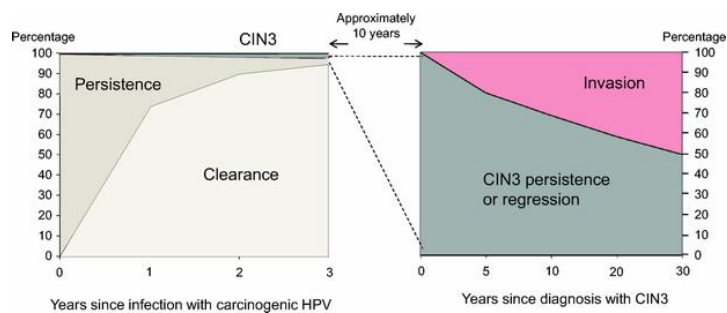 Percentage
100
90
80
70
60
50
40
30
20
10
0
CIN3
Persistence
Clearance
0 1 2 3
Years since infection with carcinogenic HPV
Approximately
10 years
Percentage
100
90
80
70
60
50
40
30
20
10
0
Invasion
CIN3 persistence
or regression
0 5 10 20 30
Years since diagnosis with CIN3